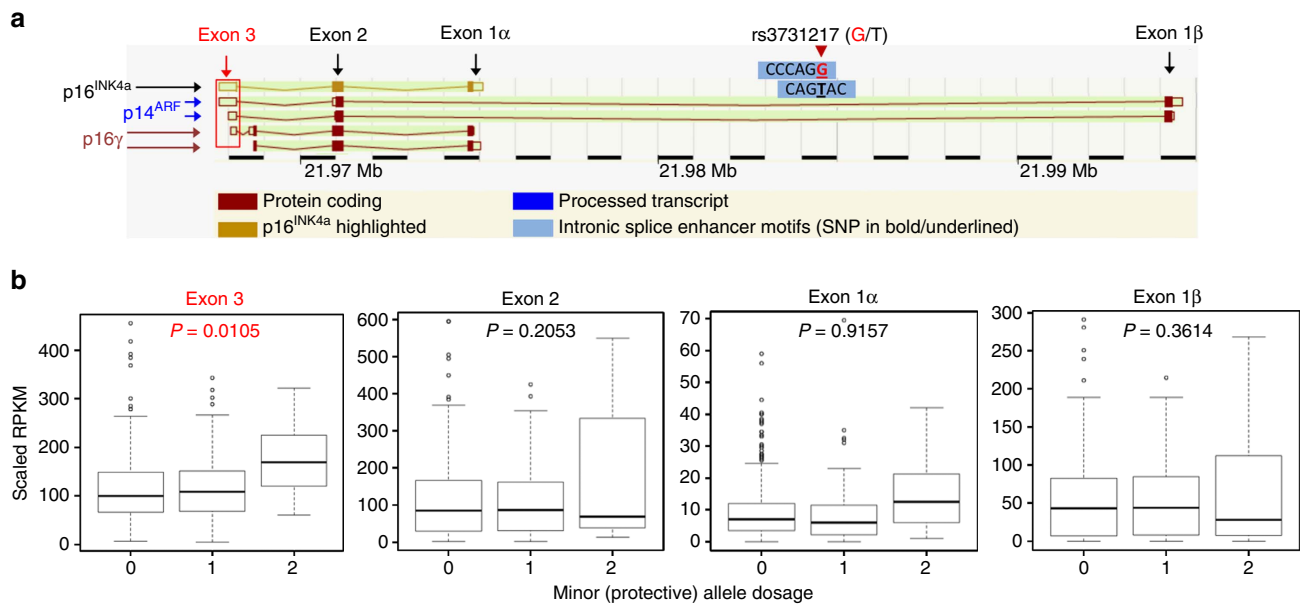 a
Exon 3
Exon 2
Exon 1α
rs3731217 (G/T)
Exon 1β
CCCAGG
CAGTAC
p16INK4a
p14ARF
p16γ
21.97 Mb
21.98 Mb
21.99 Mb
Protein coding
Processed transcript
p16INK4a highlighted
Intronic splice enhancer motifs (SNP in bold/underlined)
b
Exon 3
Exon 2
Exon 1α
Exon 1β
P = 0.0105
P = 0.2053
P = 0.9157
P = 0.3614
Scaled RPKM
400
300
200
100
0
0 1 2
600
500
400
300
200
100
0
0 1 2
70
60
50
40
30
20
10
0
0 1 2
300
250
200
150
100
50
0
0 1 2
Minor (protective) allele dosage